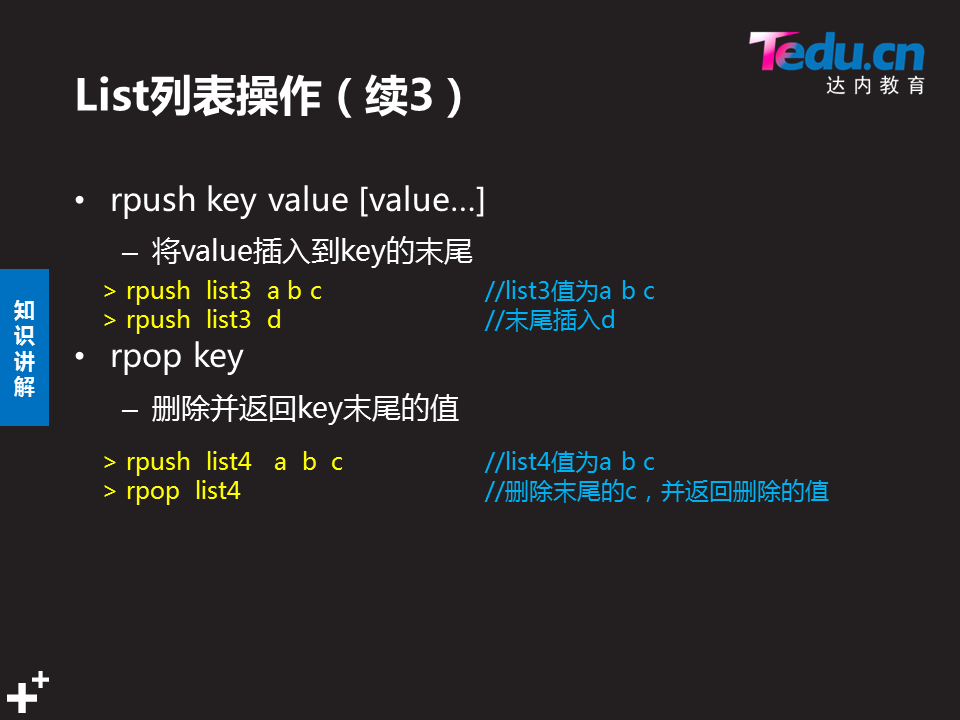 Tedu.cn
达内教育
List列表操作（续3）
• rpush key value [value…]
– 将value插入到key的末尾
> rpush list3 a b c //list3值为a b c
> rpush list3 d //末尾插入d
• rpop key
– 删除并返回key末尾的值
> rpush list4 a b c //list4值为a b c
> rpop list4 //删除末尾的c，并返回删除的值
知识讲解